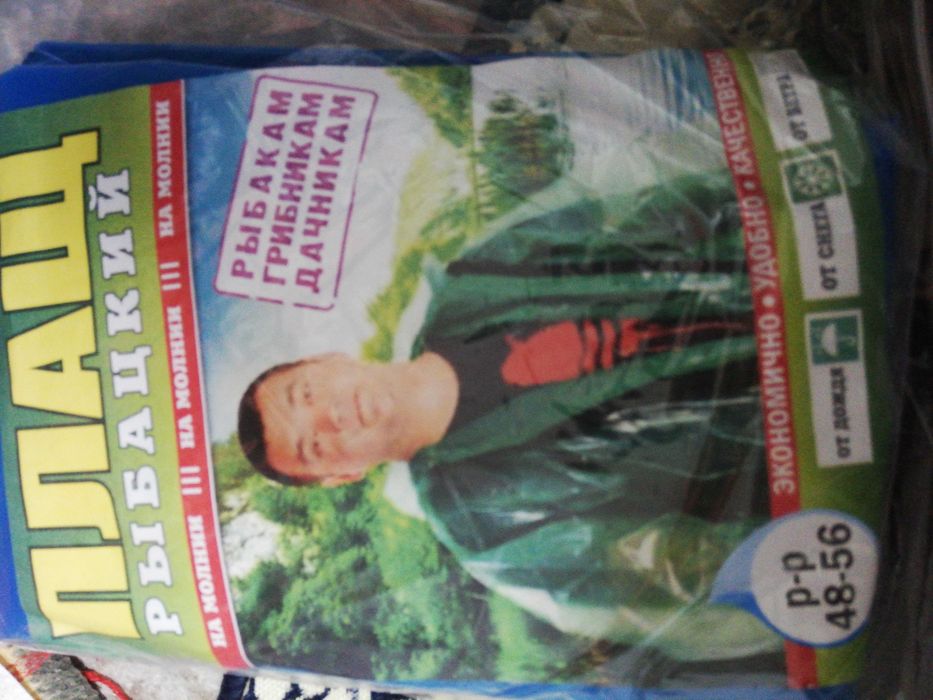 ПЛАЩ
РЫБАЦКИЙ
НА МОЛНИИ ||| НА МОЛНИИ ||| НА МОЛНИИ
РЫБАКАМ
ГРИБНИКАМ
ДАЧНИКАМ
ЭКОНОМИЧНО • УДОБНО • КАЧЕСТВЕННО
ОТ ДОЖДЯ
ОТ СНЕГА
ОТ ВЕТРА
р-р
48-56